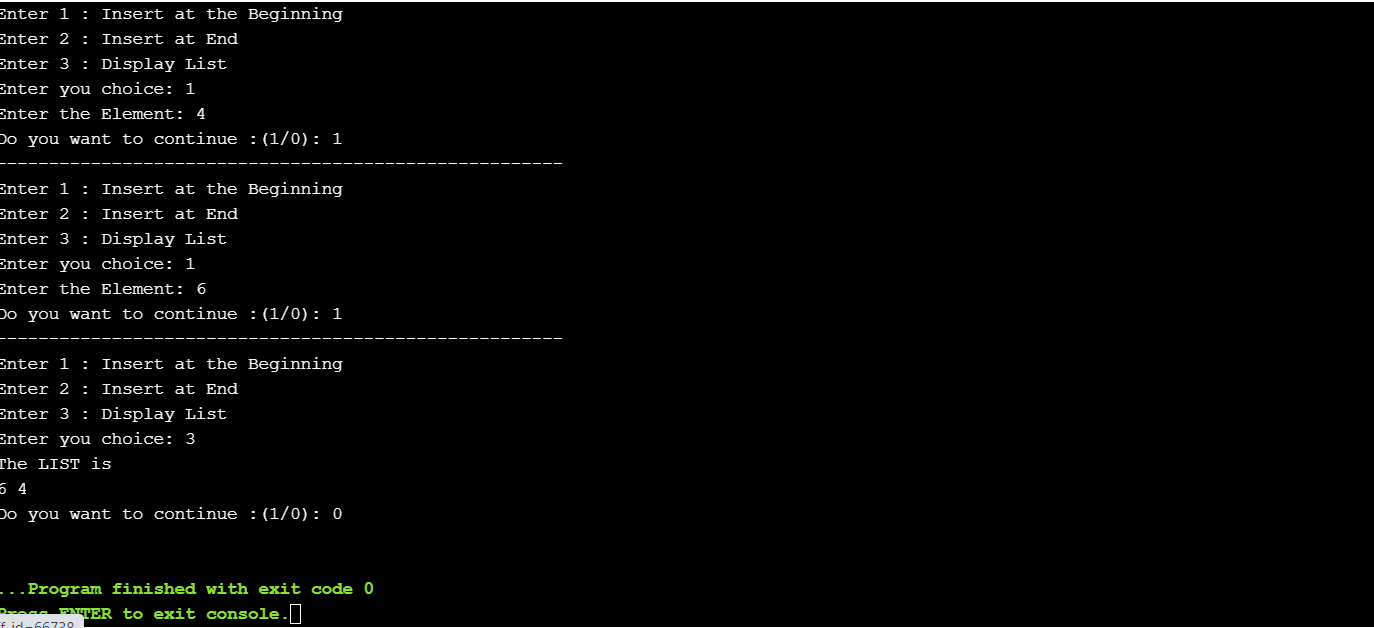 Enter 1 : Insert at the Beginning
Enter 2 : Insert at End
Enter 3 : Display List
Enter you choice: 1
Enter the Element: 4
Do you want to continue :(1/0): 1
------------------------------------------------------
Enter 1 : Insert at the Beginning
Enter 2 : Insert at End
Enter 3 : Display List
Enter you choice: 1
Enter the Element: 6
Do you want to continue :(1/0): 1
------------------------------------------------------
Enter 1 : Insert at the Beginning
Enter 2 : Insert at End
Enter 3 : Display List
Enter you choice: 3
The LIST is
6 4
Do you want to continue :(1/0): 0
...Program finished with exit code 0
Press ENTER to exit console.